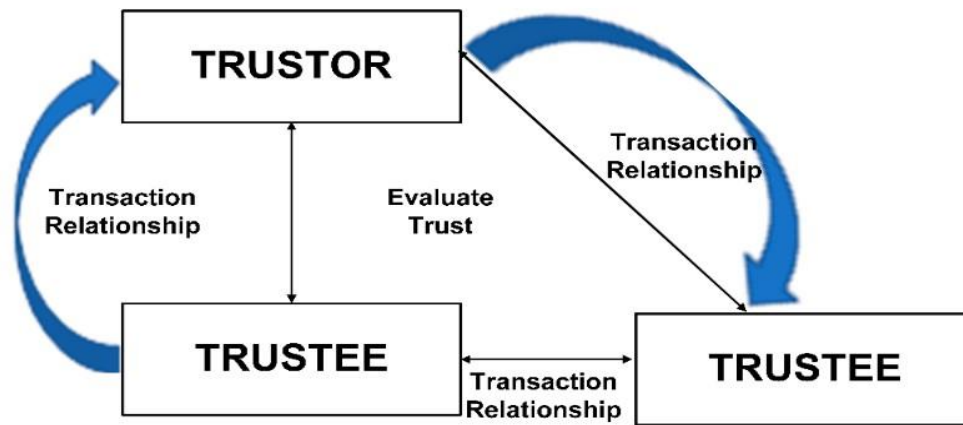 TRUSTOR
Transaction
Relationship
Transaction
Relationship
Evaluate
Trust
TRUSTEE
TRUSTEE
Transaction
Relationship